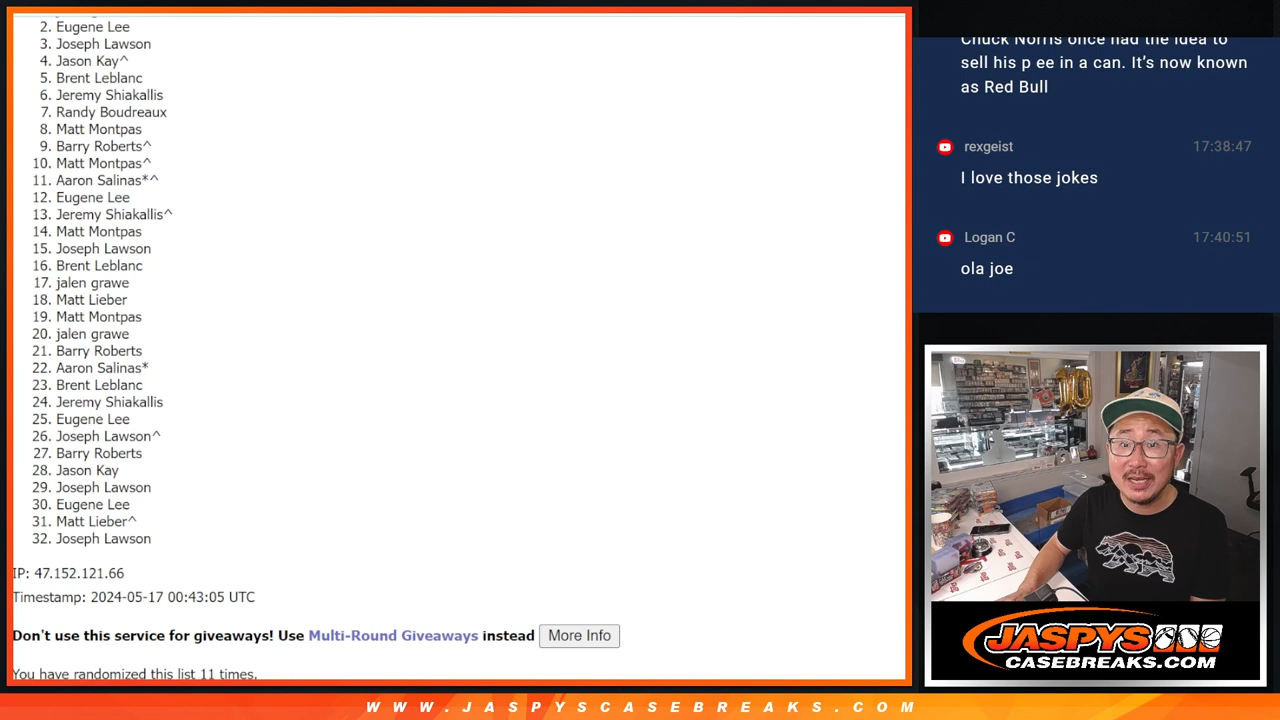 2. Eugene Lee
3. Joseph Lawson
4. Jason Kay^
5. Brent Leblanc
6. Jeremy Shiakallis
7. Randy Boudreaux
8. Matt Montpas
9. Barry Roberts^
10. Matt Montpas^
11. Aaron Salinas*^
12. Eugene Lee
13. Jeremy Shiakallis^
14. Matt Montpas
15. Joseph Lawson
16. Brent Leblanc
17. jalen grawe
18. Matt Lieber
19. Matt Montpas
20. jalen grawe
21. Barry Roberts
22. Aaron Salinas*
23. Brent Leblanc
24. Jeremy Shiakallis
25. Eugene Lee
26. Joseph Lawson^
27. Barry Roberts
28. Jason Kay
29. Joseph Lawson
30. Eugene Lee
31. Matt Lieber^
32. Joseph Lawson
IP: 47.152.121.66
Timestamp: 2024-05-17 00:43:05 UTC
Don't use this service for giveaways! Use Multi-Round Giveaways instead More Info
You have randomized this list 11 times.
Chuck Norris once had the idea to
sell his p ee in a can. It's now known
as Red Bull
rexgeist 17:38:47
I love those jokes
Logan C 17:40:51
ola joe
10
JASPYS
CASEBREAKS.COM
WWW.JASPYSCASEBREAKS.COM